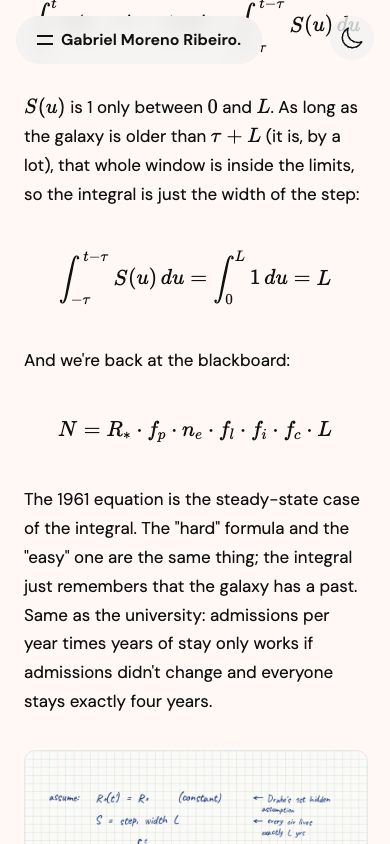 ∫ t t−τ S(u) du
Gabriel Moreno Ribeiro.
τ
S(u) is 1 only between 0 and L. As long as
the galaxy is older than τ + L (it is, by a
lot), that whole window is inside the limits,
so the integral is just the width of the step:
∫_{−τ}^{t−τ} S(u) du = ∫_0^L 1 du = L
And we're back at the blackboard:
N = R_* · f_p · n_e · f_l · f_i · f_c · L
The 1961 equation is the steady-state case
of the integral. The "hard" formula and the
"easy" one are the same thing; the integral
just remembers that the galaxy has a past.
Same as the university: admissions per
year times years of stay only works if
admissions didn't change and everyone
stays exactly four years.
assume: R_*(t) = R_* (constant) ← Drake's 1st hidden
assumption
S = step, width L ← every civ lives
exactly L yrs